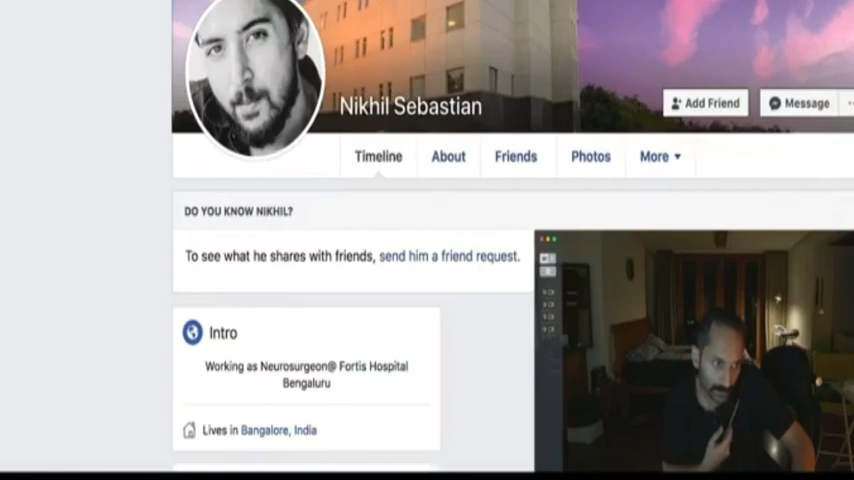 Nikhil Sebastian
Add Friend
Message
Timeline
About
Friends
Photos
More
DO YOU KNOW NIKHIL?
To see what he shares with friends, send him a friend request.
Intro
Working as Neurosurgeon@ Fortis Hospital
Bengaluru
Lives in Bangalore, India